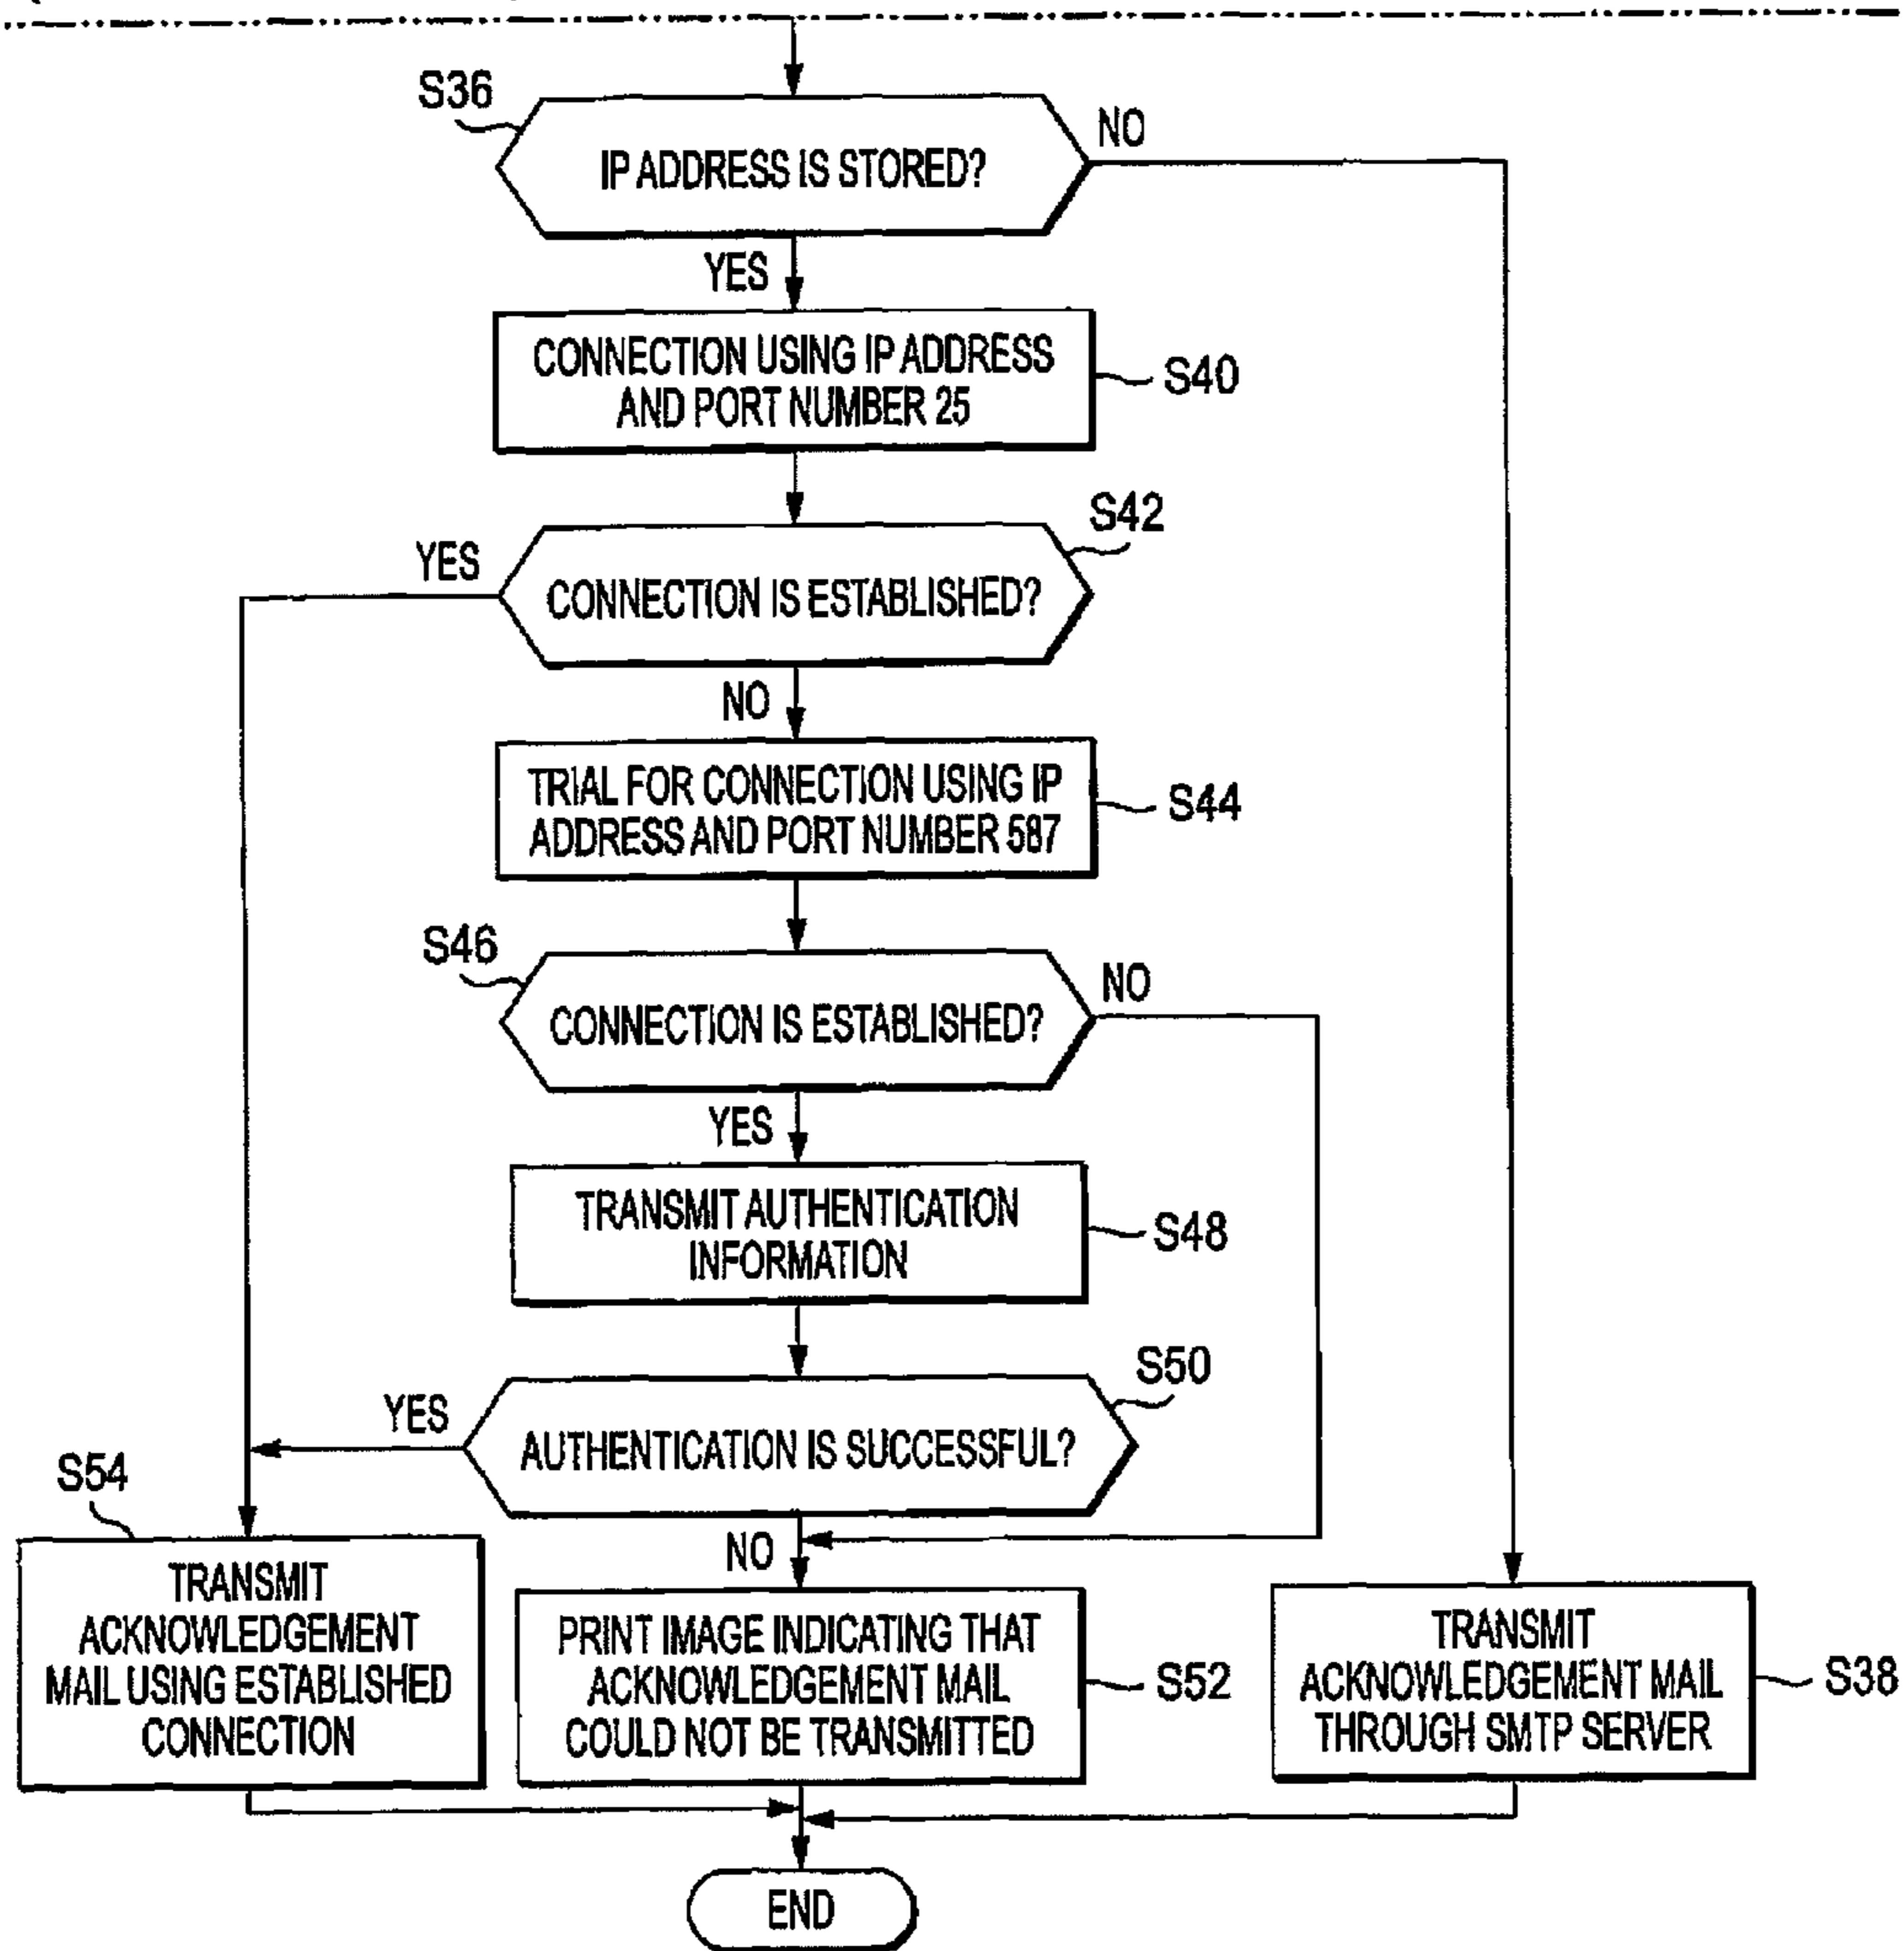 S36
NO
IP ADDRESS IS STORED?
YES
CONNECTION USING IP ADDRESS
AND PORT NUMBER 25
S40
S42
YES
CONNECTION IS ESTABLISHED?
NO
TRIAL FOR CONNECTION USING IP
ADDRESS AND PORT NUMBER 587
S44
S46
NO
CONNECTION IS ESTABLISHED?
YES
TRANSMIT AUTHENTICATION
INFORMATION
S48
S50
YES
AUTHENTICATION IS SUCCESSFUL?
S54
NO
TRANSMIT
ACKNOWLEDGEMENT
MAIL USING ESTABLISHED
CONNECTION
PRINT IMAGE INDICATING THAT
ACKNOWLEDGEMENT MAIL
COULD NOT BE TRANSMITTED
S52
TRANSMIT
ACKNOWLEDGEMENT MAIL
THROUGH SMTP SERVER
S38
END